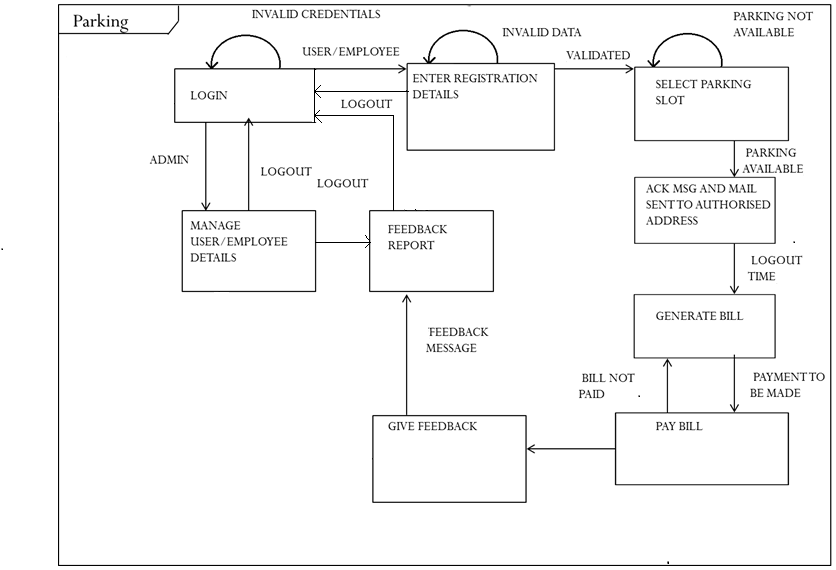 Parking
INVALID CREDENTIALS
USER/EMPLOYEE
INVALID DATA
VALIDATED
PARKING NOT
AVAILABLE
LOGIN
ENTER REGISTRATION
DETAILS
SELECT PARKING
SLOT
LOGOUT
ADMIN
LOGOUT
LOGOUT
PARKING
AVAILABLE
MANAGE
USER/EMPLOYEE
DETAILS
FEEDBACK
REPORT
ACK MSG AND MAIL
SENT TO AUTHORISED
ADDRESS
LOGOUT
TIME
GENERATE BILL
FEEDBACK
MESSAGE
BILL NOT
PAID
PAYMENT TO
BE MADE
GIVE FEEDBACK
PAY BILL